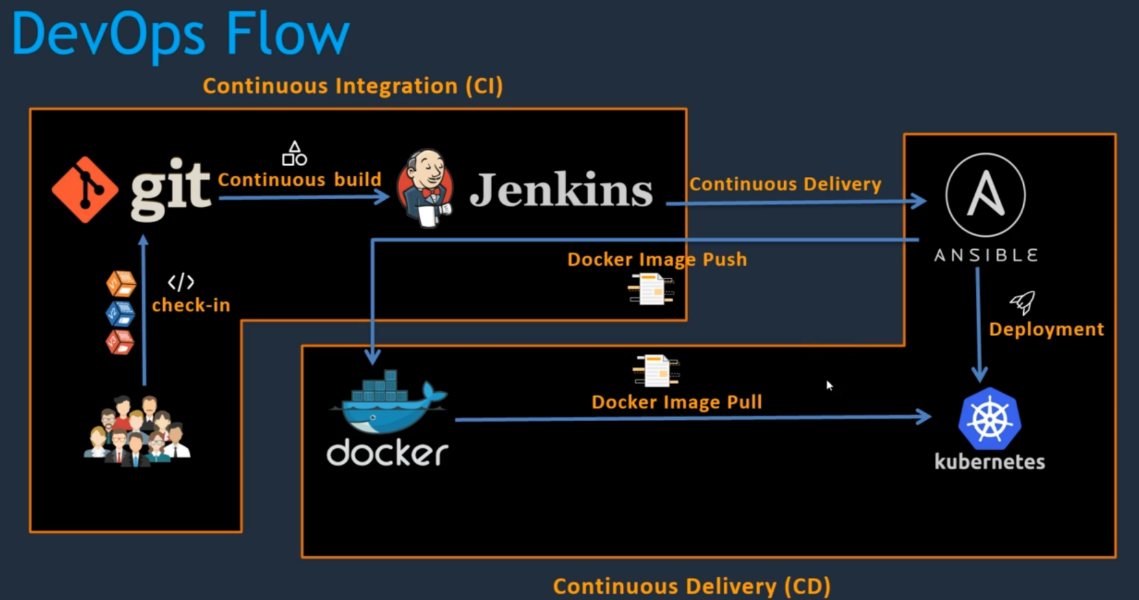 DevOps Flow
Continuous Integration (CI)
git
Continuous build
Jenkins
Continuous Delivery
A
ANSIBLE
Docker Image Push
</>
check-in
Deployment
Docker Image Pull
docker
kubernetes
Continuous Delivery (CD)